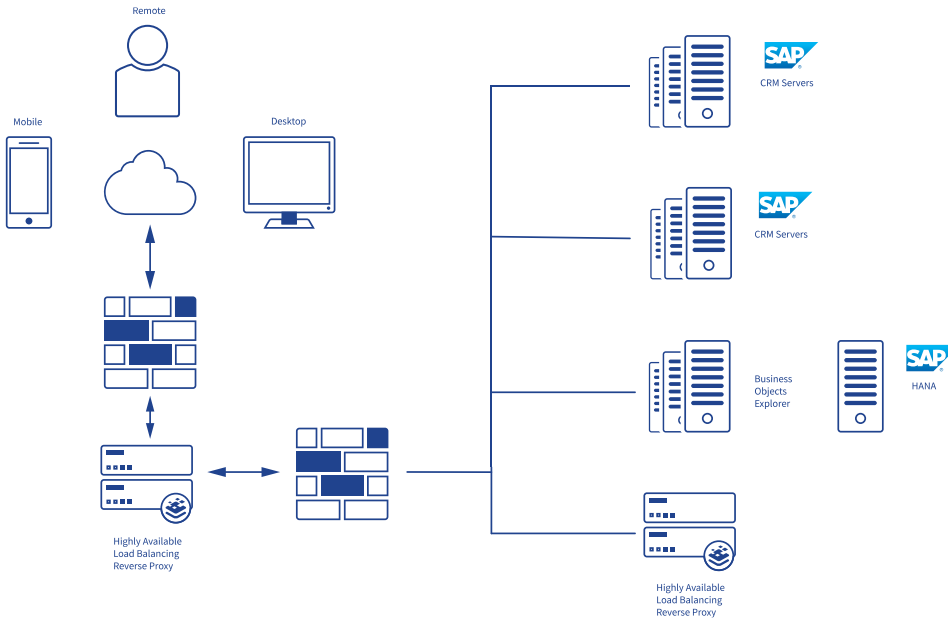 Remote
Mobile
Desktop
SAP®
CRM Servers
SAP®
CRM Servers
Business
Objects
Explorer
SAP®
HANA
Highly Available
Load Balancing
Reverse Proxy
Highly Available
Load Balancing
Reverse Proxy